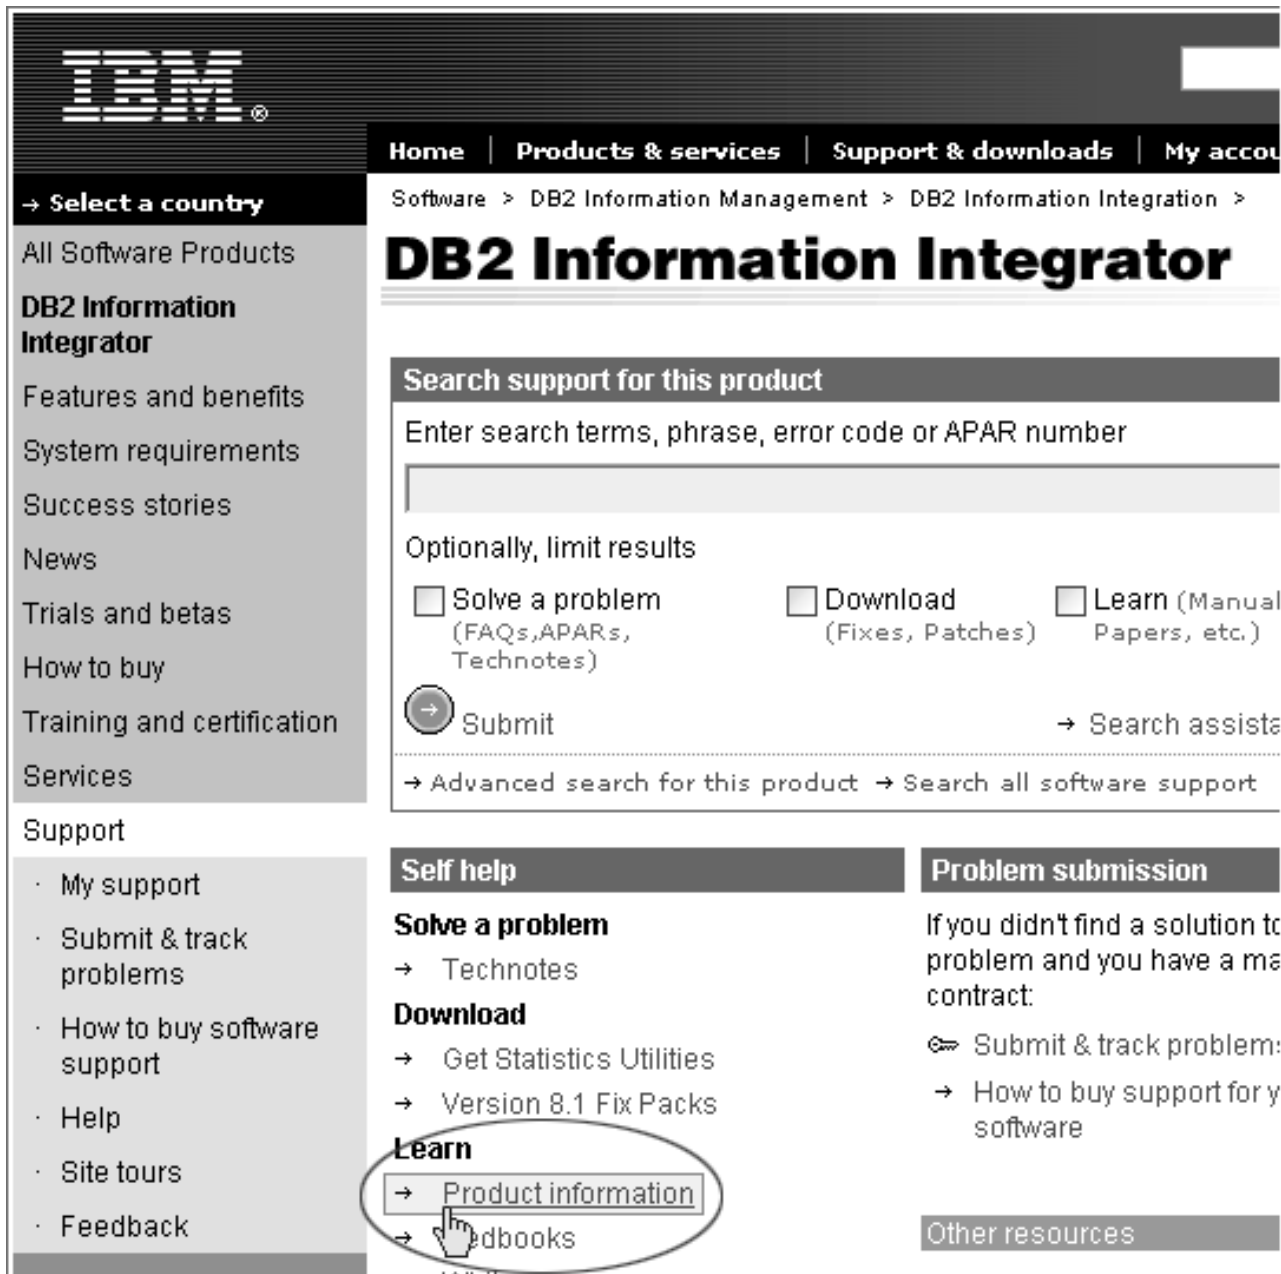 IBM®
Home | Products & services | Support & downloads | My accou
→ Select a country
Software > DB2 Information Management > DB2 Information Integration >
DB2 Information Integrator
All Software Products
DB2 Information
Integrator
Features and benefits
System requirements
Success stories
News
Trials and betas
How to buy
Training and certification
Services
Support
· My support
· Submit & track
problems
· How to buy software
support
· Help
· Site tours
· Feedback
Search support for this product
Enter search terms, phrase, error code or APAR number
Optionally, limit results
Solve a problem
(FAQs,APARs,
Technotes)
Download
(Fixes, Patches)
Learn (Manual
Papers, etc.)
Submit
→ Search assista
→ Advanced search for this product → Search all software support
Self help
Solve a problem
→ Technotes
Download
→ Get Statistics Utilities
→ Version 8.1 Fix Packs
Learn
→ Product information
→ edbooks
Problem submission
If you didn't find a solution to
problem and you have a ma
contract:
Submit & track problems
→ How to buy support for y
software
Other resources